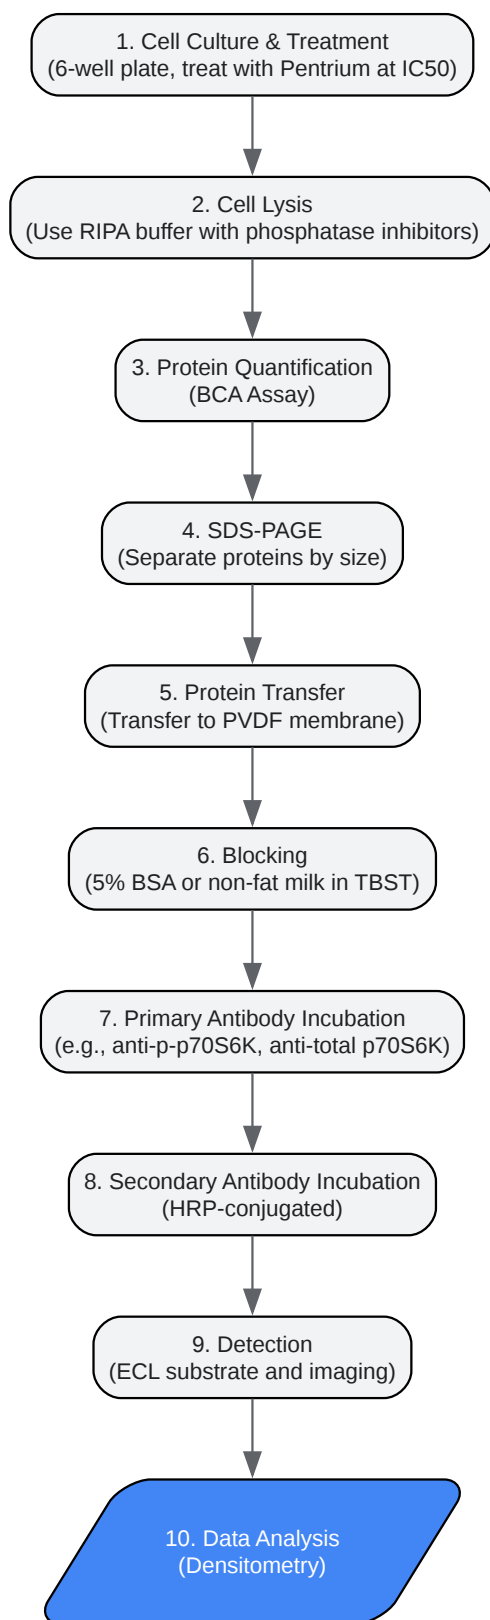 1. Cell Culture & Treatment
(6-well plate, treat with Pentrium at IC50)
2. Cell Lysis
(Use RIPA buffer with phosphatase inhibitors)
3. Protein Quantification
(BCA Assay)
4. SDS-PAGE
(Separate proteins by size)
5. Protein Transfer
(Transfer to PVDF membrane)
6. Blocking
(5% BSA or non-fat milk in TBST)
7. Primary Antibody Incubation
(e.g., anti-p-p70S6K, anti-total p70S6K)
8. Secondary Antibody Incubation
(HRP-conjugated)
9. Detection
(ECL substrate and imaging)
10. Data Analysis
(Densitometry)